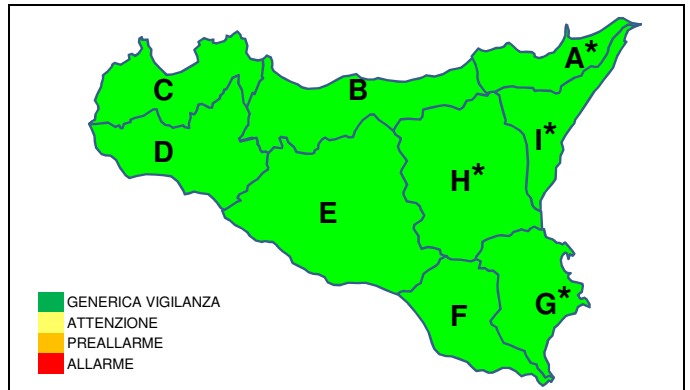 A*
C
B
I*
D
H*
E
G*
F
GENERICA VIGILANZA
ATTENZIONE
PREALLARME
ALLARME